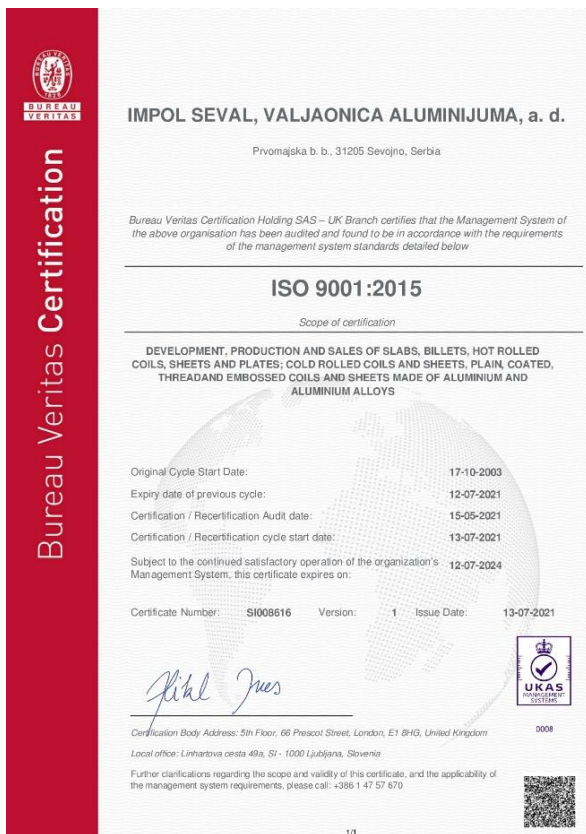 BUREAU VERITAS
1828
BUREAU
VERITAS
Bureau Veritas Certification
IMPOL SEVAL, VALJAONICA ALUMINIJUMA, a. d.
Prvomajska b. b., 31205 Sevojno, Serbia
Bureau Veritas Certification Holding SAS – UK Branch certifies that the Management System of
the above organisation has been audited and found to be in accordance with the requirements
of the management system standards detailed below
ISO 9001:2015
Scope of certification
DEVELOPMENT, PRODUCTION AND SALES OF SLABS, BILLETS, HOT ROLLED
COILS, SHEETS AND PLATES; COLD ROLLED COILS AND SHEETS, PLAIN, COATED,
THREADAND EMBOSSED COILS AND SHEETS MADE OF ALUMINIUM AND
ALUMINIUM ALLOYS
Original Cycle Start Date: 17-10-2003
Expiry date of previous cycle: 12-07-2021
Certification / Recertification Audit date: 15-05-2021
Certification / Recertification cycle start date: 13-07-2021
Subject to the continued satisfactory operation of the organization's
Management System, this certificate expires on: 12-07-2024
Certificate Number: SI008616 Version: 1 Issue Date: 13-07-2021
UKAS
MANAGEMENT
SYSTEMS
0008
Certification Body Address: 5th Floor, 66 Prescot Street, London, E1 8HG, United Kingdom
Local office: Linhartova cesta 49a, SI - 1000 Ljubljana, Slovenia
Further clarifications regarding the scope and validity of this certificate, and the applicability of
the management system requirements, please call: +386 1 47 57 670
1/1